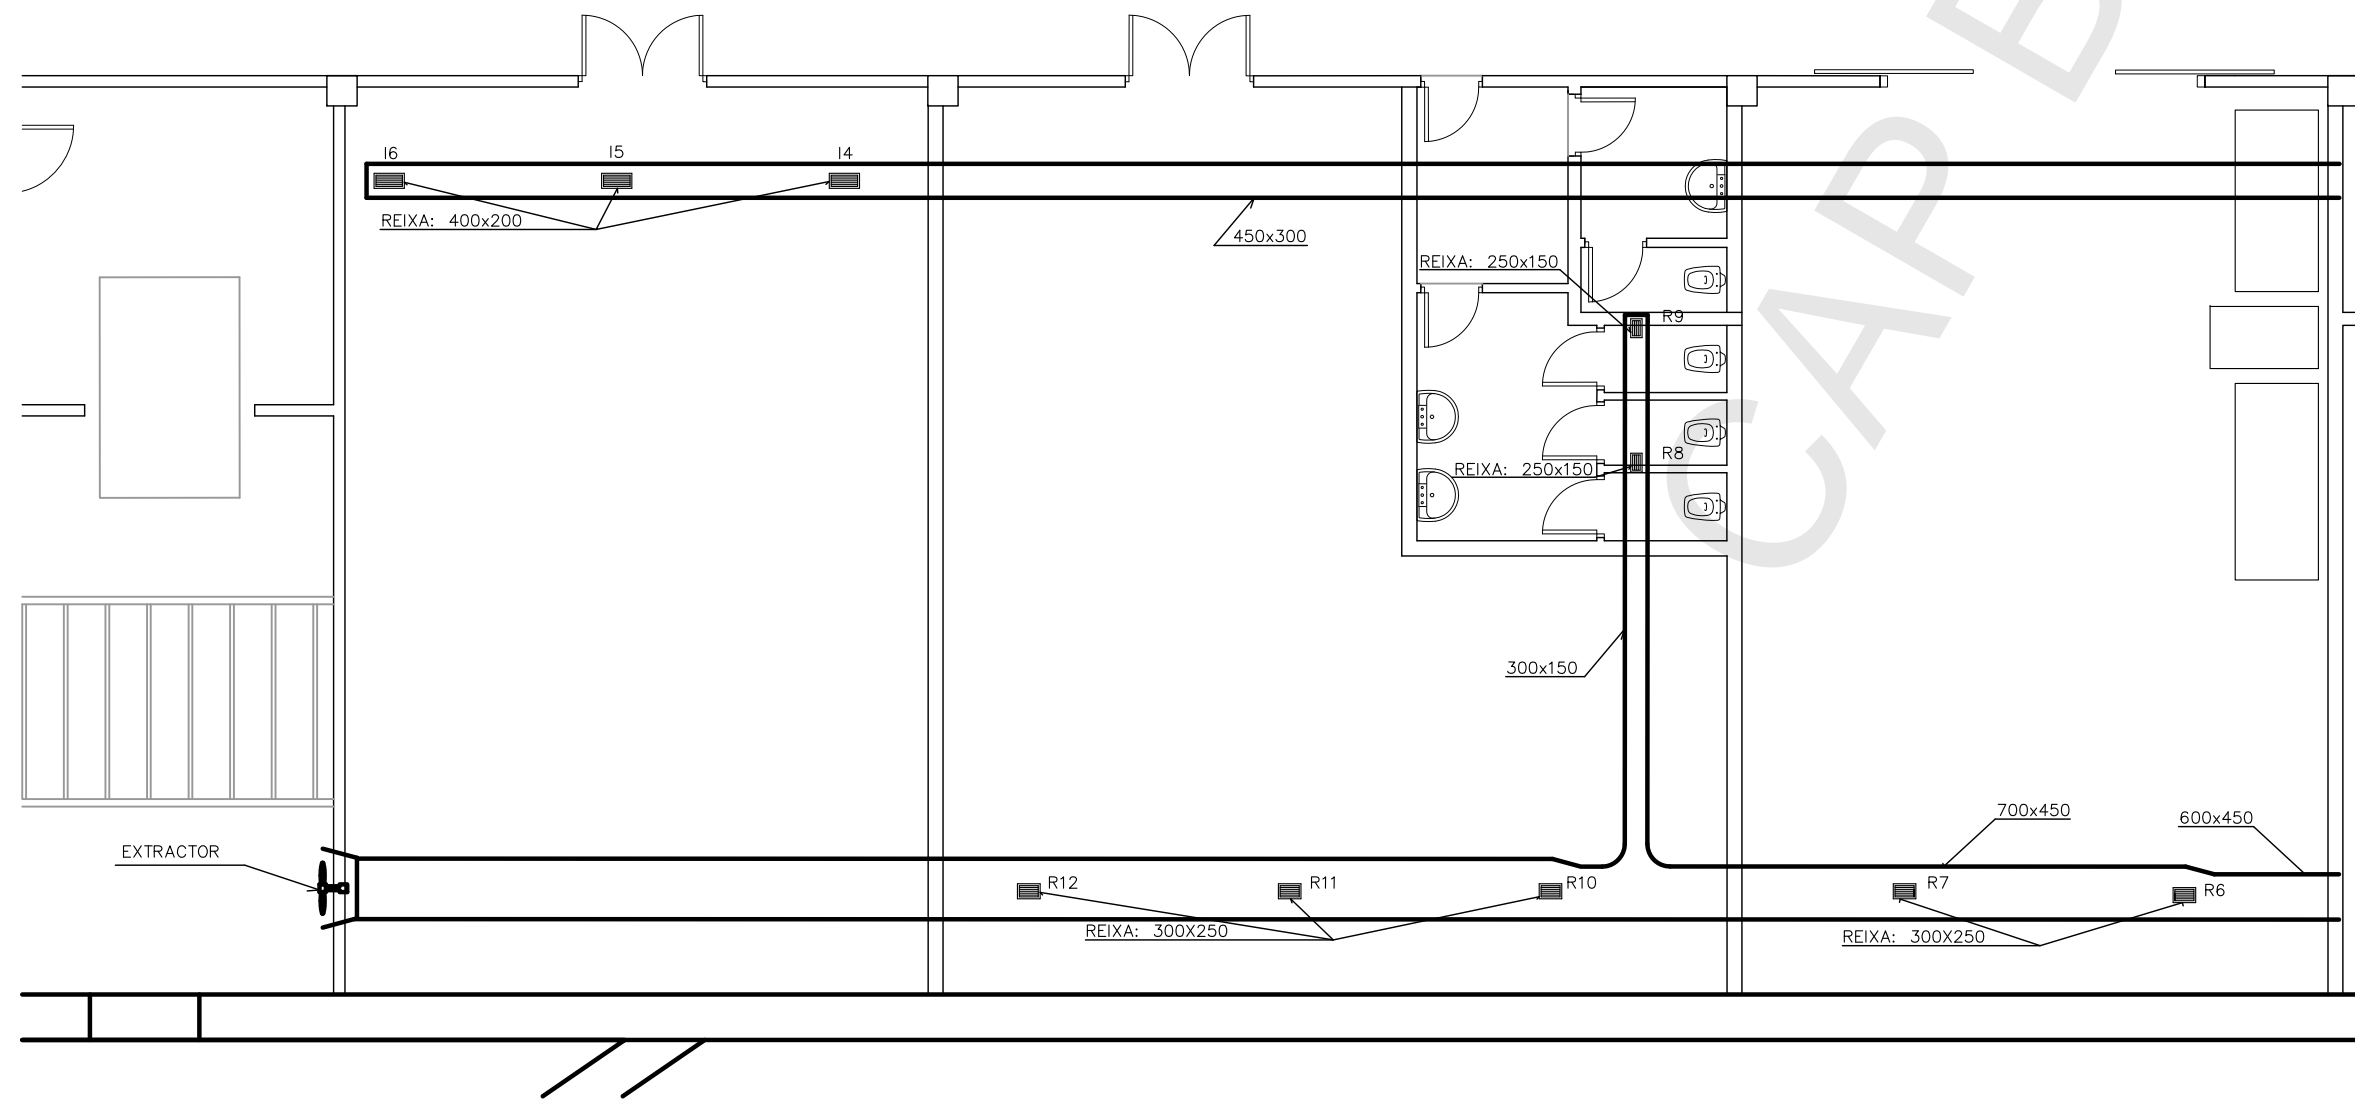 CAP B
I6
I5
I4
REIXA: 400x200
450x300
REIXA: 250x150
R9
R8
REIXA: 250x150
300x150
700x450
600x450
EXTRACTOR
R12
R11
R10
R7
R6
REIXA: 300X250
REIXA: 300X250